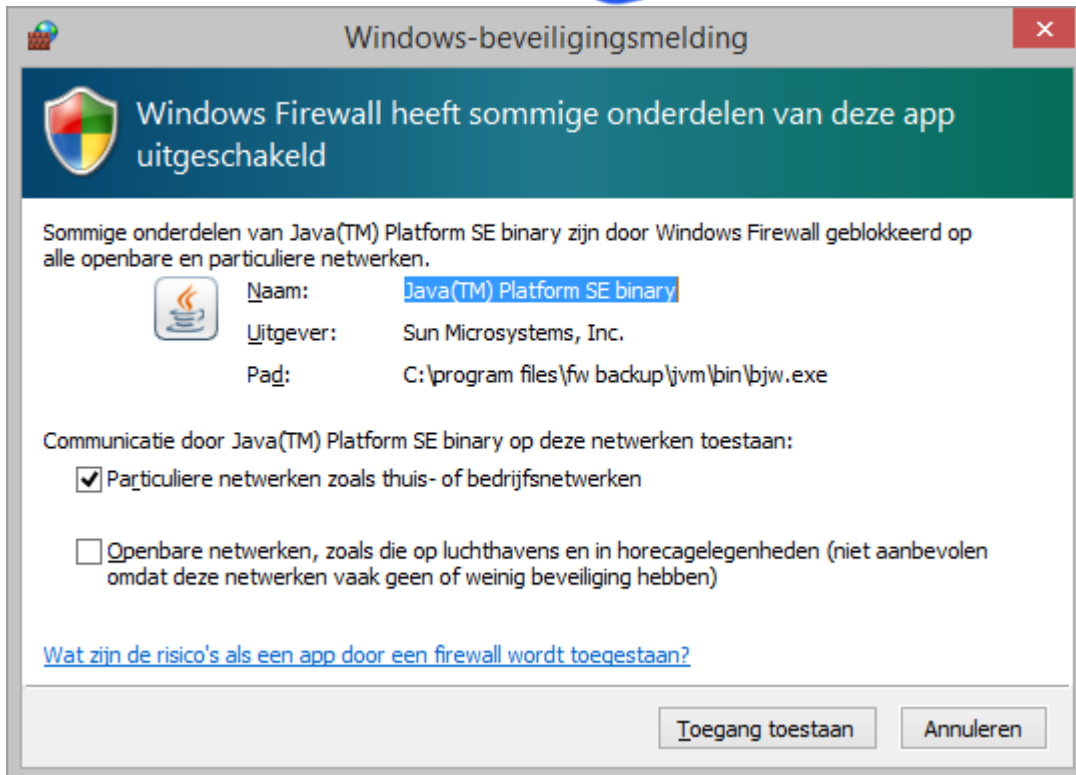 Windows-beveiligingsmelding
Windows Firewall heeft sommige onderdelen van deze app
uitgeschakeld
Sommige onderdelen van Java(TM) Platform SE binary zijn door Windows Firewall geblokkeerd op
alle openbare en particuliere netwerken.
Naam: Java(TM) Platform SE binary
Uitgever: Sun Microsystems, Inc.
Pad: C:\program files\fw backup\jvm\bin\bjw.exe
Communicatie door Java(TM) Platform SE binary op deze netwerken toestaan:
Particuliere netwerken zoals thuis- of bedrijfsnetwerken
Openbare netwerken, zoals die op luchthavens en in horecagelegenheden (niet aanbevolen
omdat deze netwerken vaak geen of weinig beveiliging hebben)
Wat zijn de risico's als een app door een firewall wordt toegestaan?
Toegang toestaan Annuleren